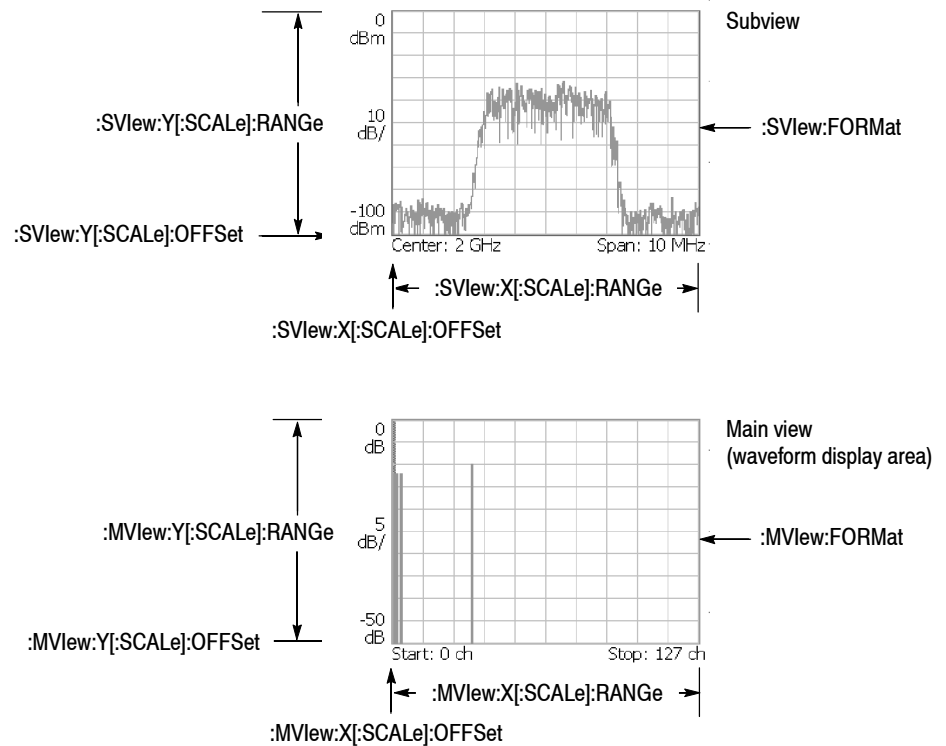 0
dBm
Subview
:SVIew:Y[:SCALe]:RANGe
10
dB/
:SVIew:FORMat
-100
dBm
:SVIew:Y[:SCALe]:OFFSet
Center: 2 GHz
Span: 10 MHz
:SVIew:X[:SCALe]:RANGe
:SVIew:X[:SCALe]:OFFSet
0
dB
Main view
(waveform display area)
:MVIew:Y[:SCALe]:RANGe
5
dB/
:MVIew:FORMat
-50
dB
:MVIew:Y[:SCALe]:OFFSet
Start: 0 ch
Stop: 127 ch
:MVIew:X[:SCALe]:RANGe
:MVIew:X[:SCALe]:OFFSet